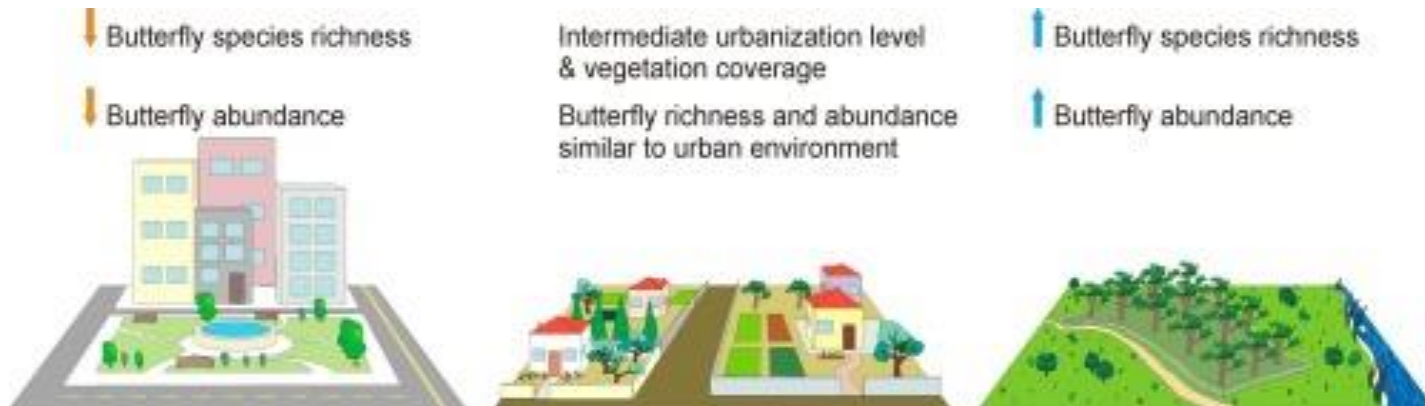 Butterfly species richness
Butterfly abundance
Intermediate urbanization level
& vegetation coverage
Butterfly richness and abundance
similar to urban environment
Butterfly species richness
Butterfly abundance